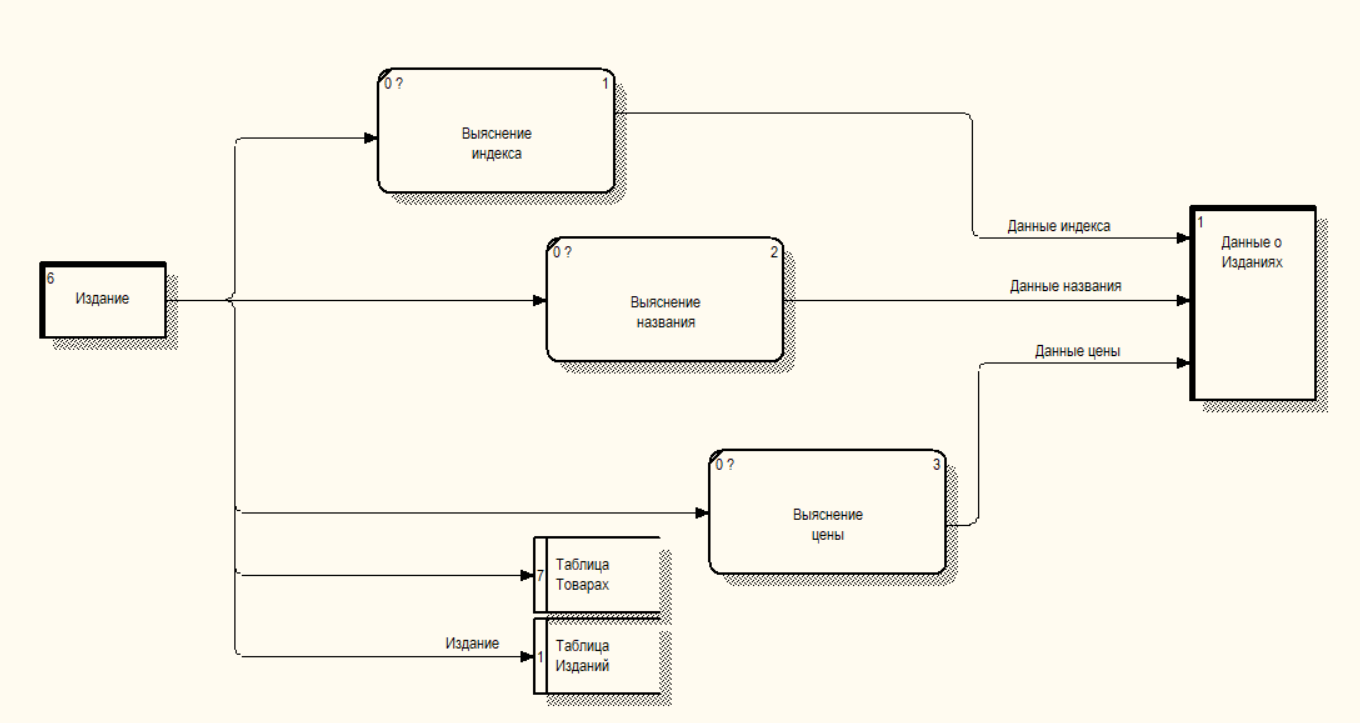 0 ?
1
Выяснение
индекса
Данные индекса
1
Данные о
Изданиях
0 ?
2
Выяснение
названия
Данные названия
6
Издание
Данные цены
0 ?
3
Выяснение
цены
7
Таблица
Товарах
Издание
1
Таблица
Изданий